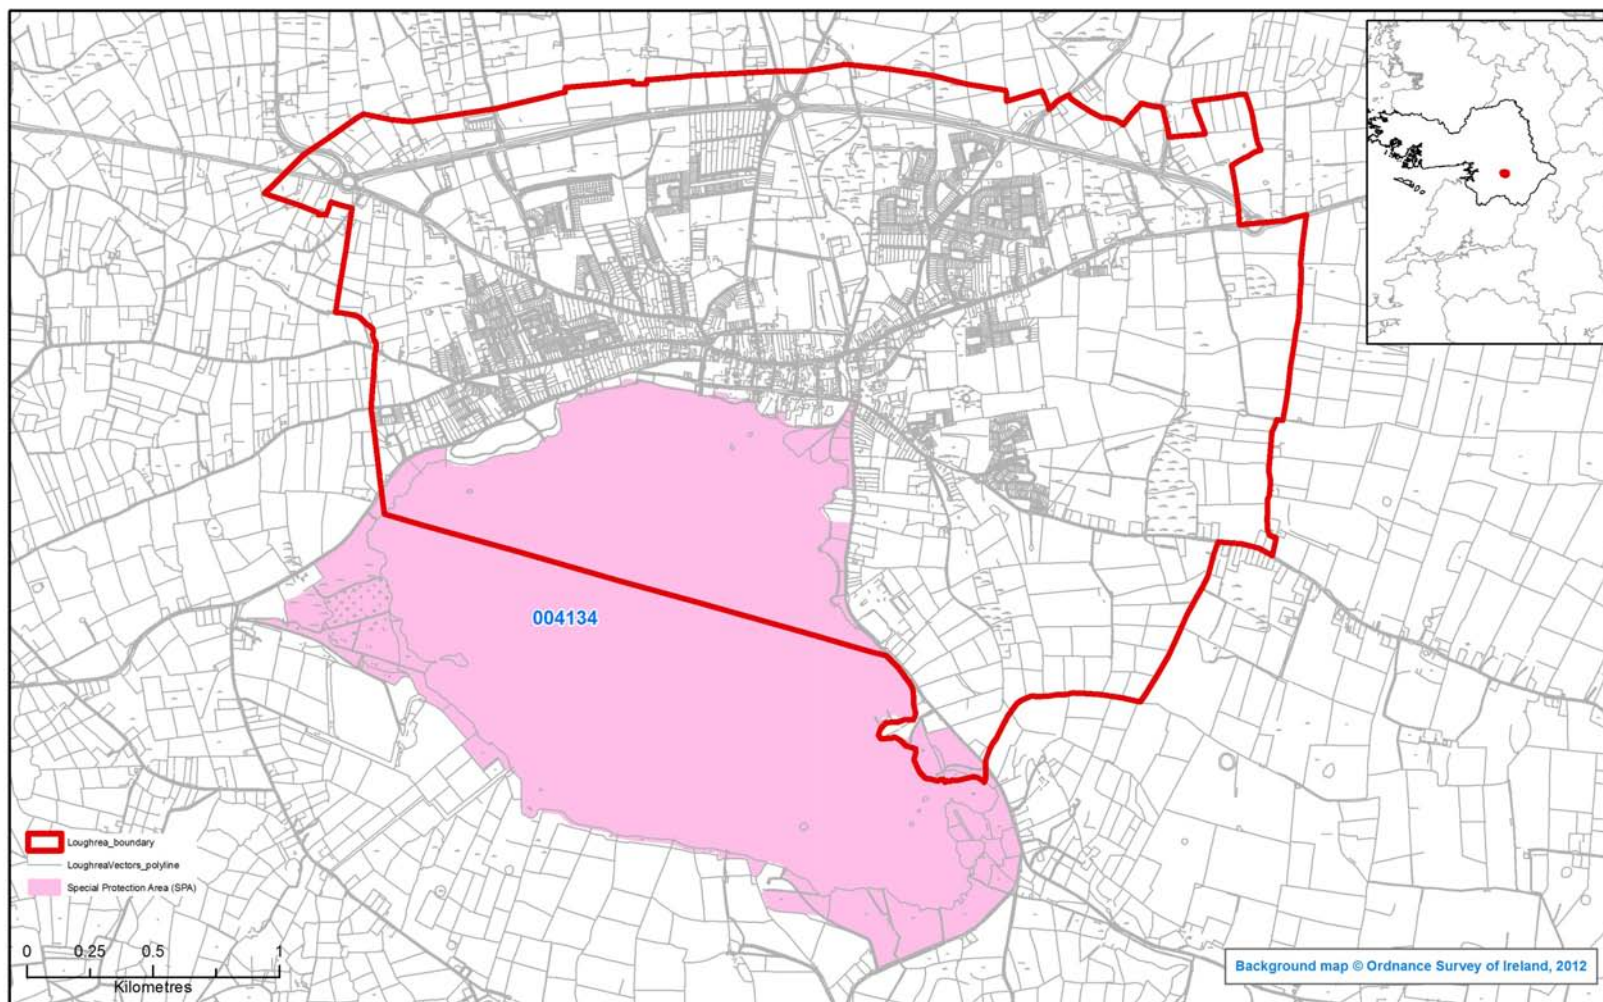 004134
Loughrea_boundary
LoughreaVectors_polyline
Special Protection Area (SPA)
0 0.25 0.5 1
Kilometres
Background map © Ordnance Survey of Ireland, 2012